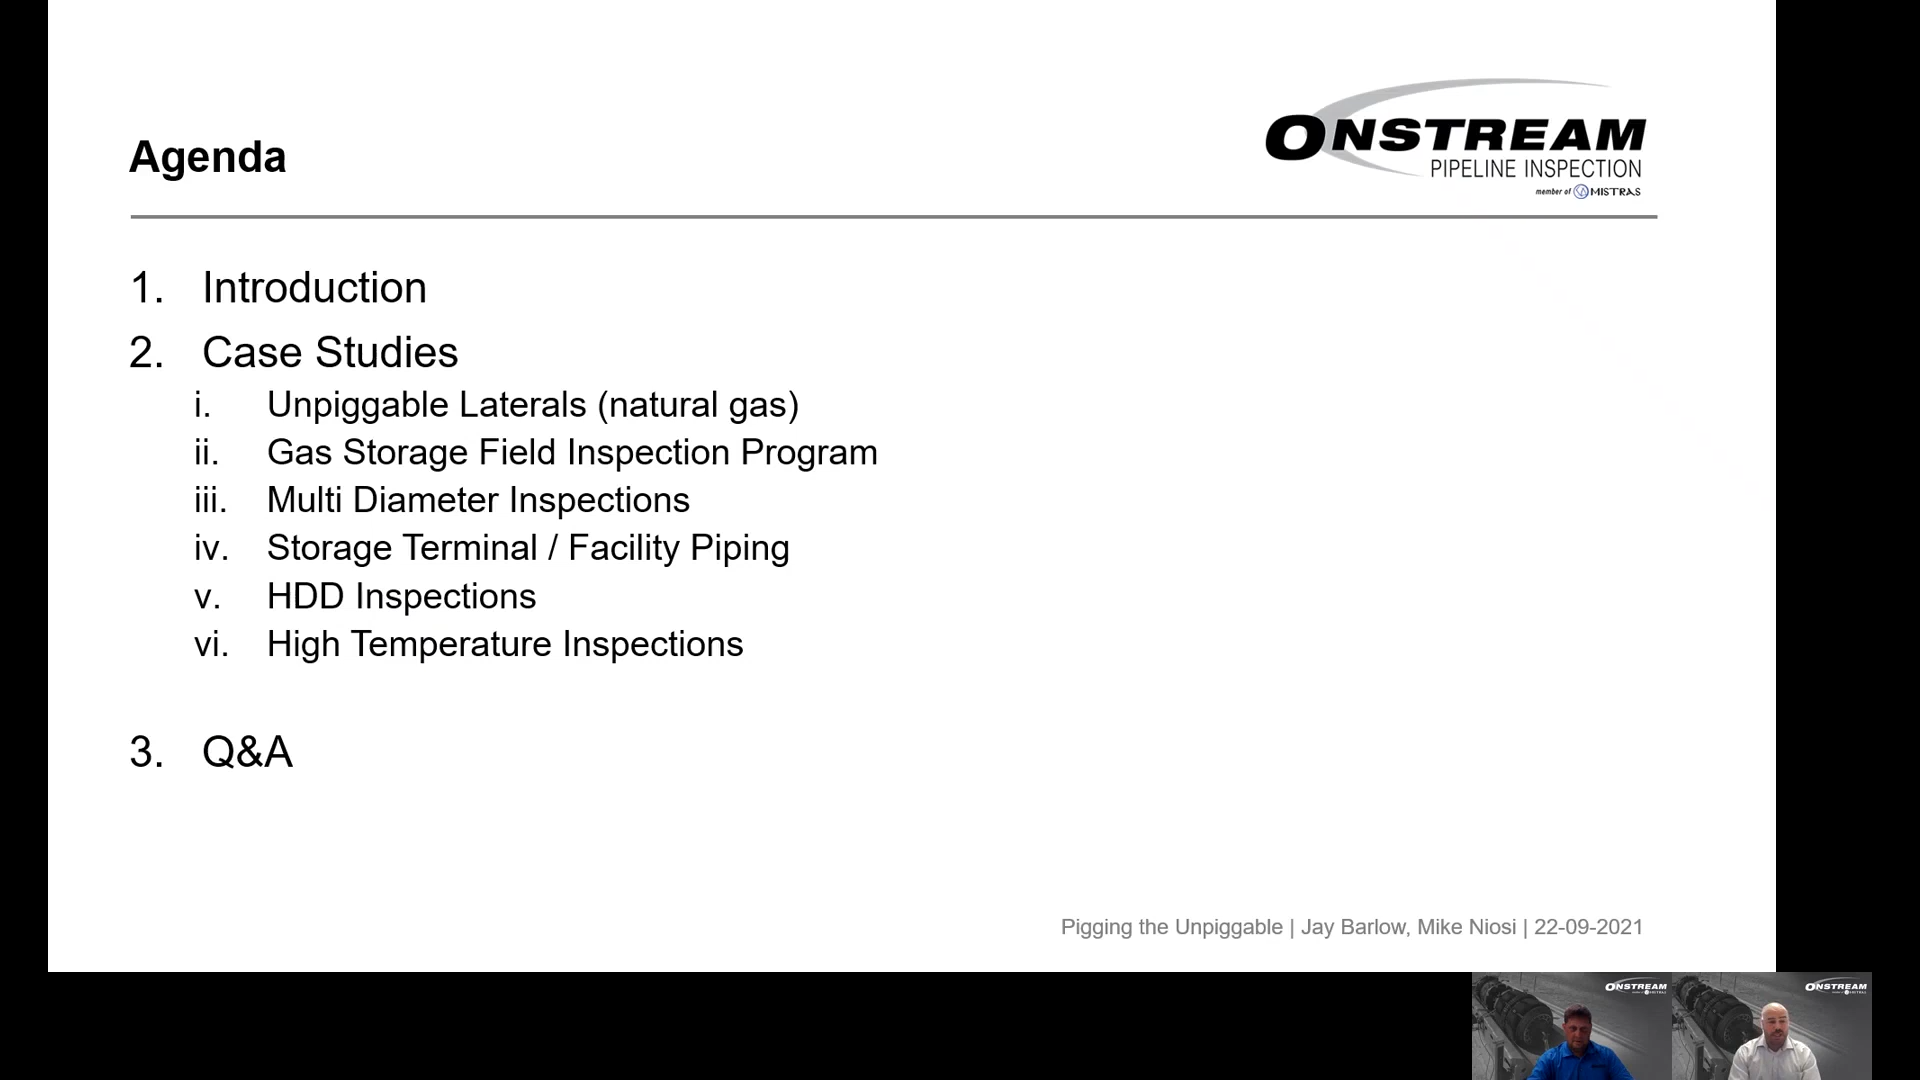 Agenda
ONSTREAM
PIPELINE INSPECTION
member of MISTRAS
1. Introduction
2. Case Studies
i. Unpiggable Laterals (natural gas)
ii. Gas Storage Field Inspection Program
iii. Multi Diameter Inspections
iv. Storage Terminal / Facility Piping
v. HDD Inspections
vi. High Temperature Inspections
3. Q&A
Pigging the Unpiggable | Jay Barlow, Mike Niosi | 22-09-2021
ONSTREAM
ONSTREAM